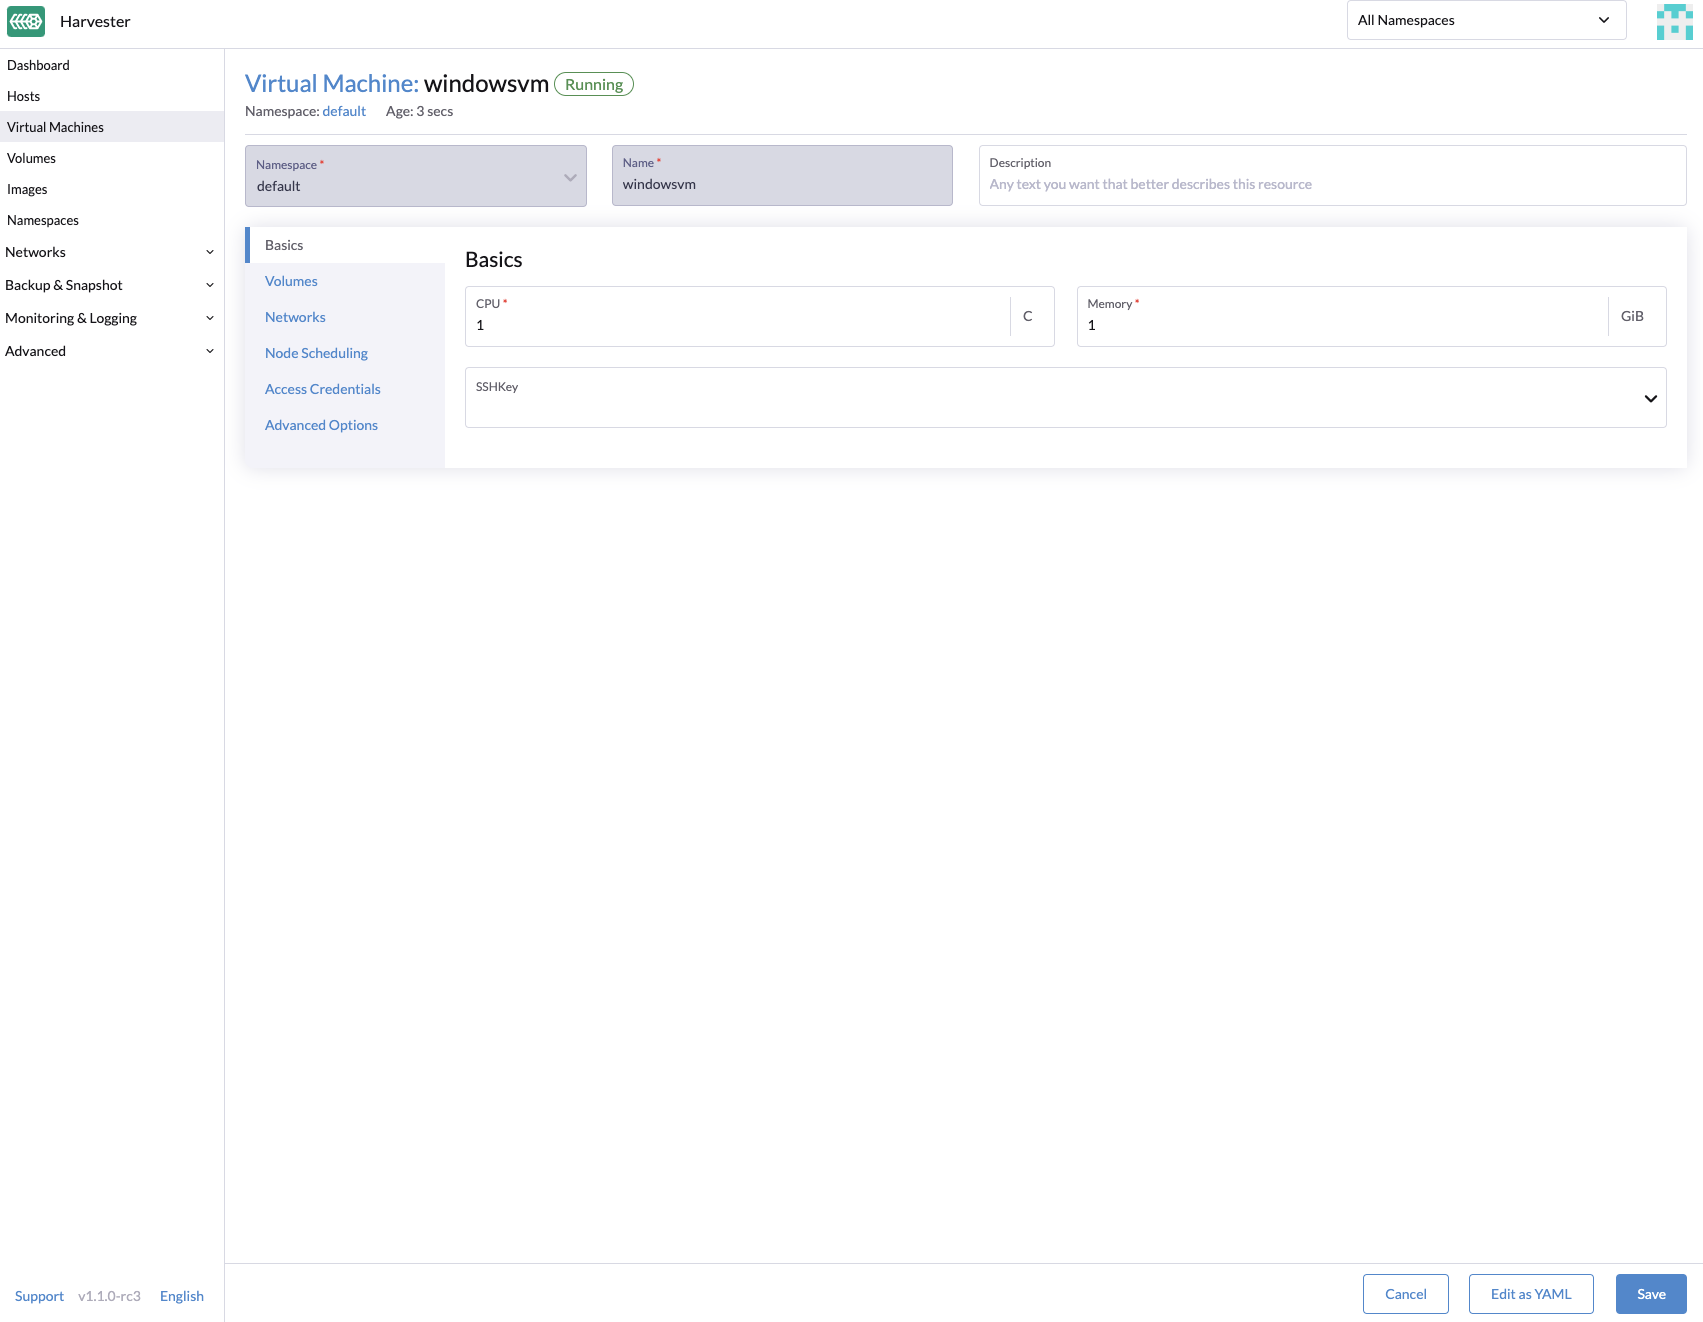 Harvester
All Namespaces
Dashboard
Hosts
Virtual Machines
Volumes
Images
Namespaces
Networks
Backup & Snapshot
Monitoring & Logging
Advanced
Virtual Machine: windowsvm Running
Namespace: default Age: 3 secs
Namespace *
default
Name *
windowsvm
Description
Any text you want that better describes this resource
Basics
Volumes
Networks
Node Scheduling
Access Credentials
Advanced Options
Basics
CPU *
1
C
Memory *
1
GiB
SSHKey
Support v1.1.0-rc3 English
Cancel
Edit as YAML
Save